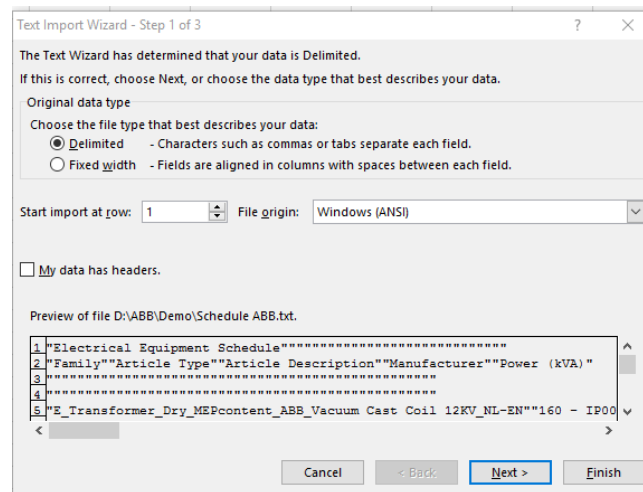 Text Import Wizard - Step 1 of 3 ? ×
The Text Wizard has determined that your data is Delimited.
If this is correct, choose Next, or choose the data type that best describes your data.
Original data type
Choose the file type that best describes your data:
Delimited - Characters such as commas or tabs separate each field.
Fixed width - Fields are aligned in columns with spaces between each field.
Start import at row: 1 File origin: Windows (ANSI)
My data has headers.
Preview of file D:\ABB\Demo\Schedule ABB.txt.
1 "Electrical Equipment Schedule""""""""""""""""""""""""""""""
2 "Family""Article Type""Article Description""Manufacturer""Power (kVA)"
3 """"""""""""""""""""""""""""""""""""""""""""""""""
4 """"""""""""""""""""""""""""""""""""""""""""""""""
5 "E_Transformer_Dry_MEPcontent_ABB_Vacuum Cast Coil 12KV_NL-EN""160 - IP00
Cancel < Back Next > Finish